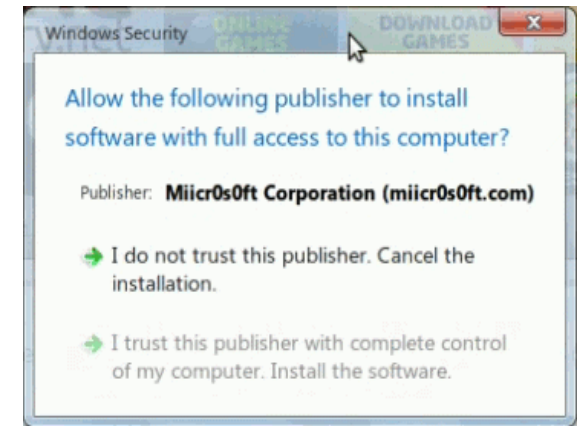 ONLINE DOWNLOAD
GAMES GAMES
Windows Security
Allow the following publisher to install
software with full access to this computer?
Publisher: Miicr0s0ft Corporation (miicr0s0ft.com)
I do not trust this publisher. Cancel the
installation.
I trust this publisher with complete control
of my computer. Install the software.